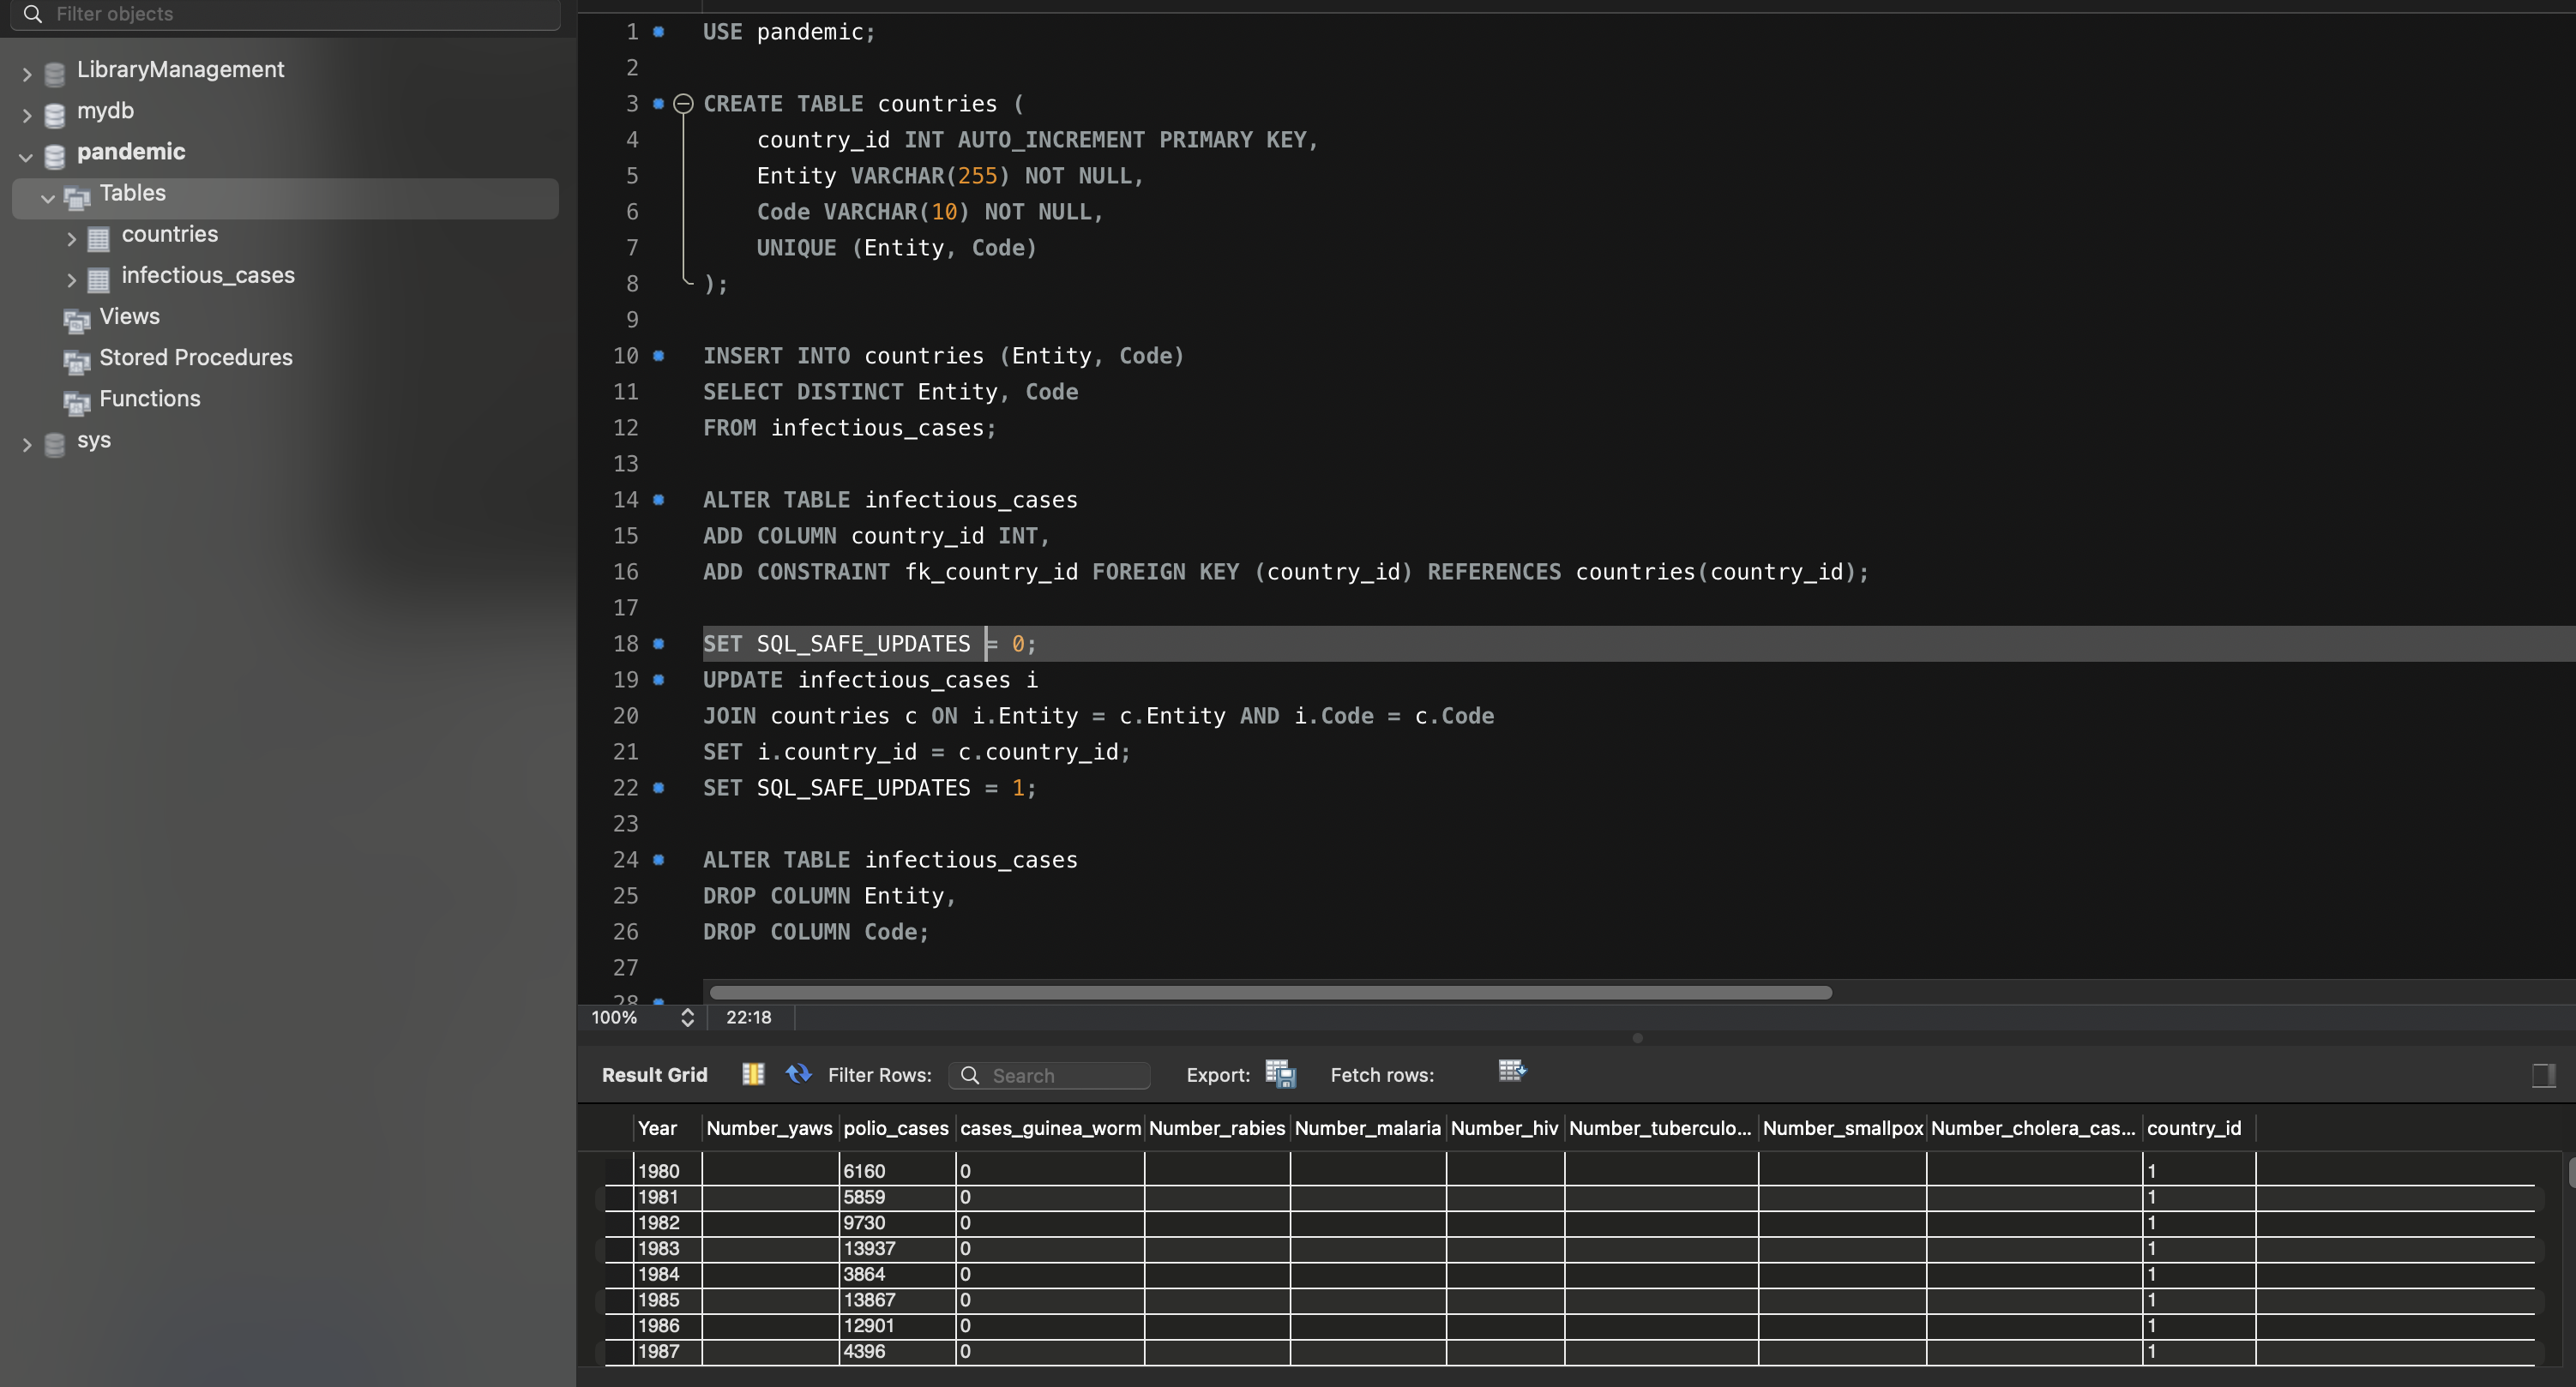 Filter objects
LibraryManagement
mydb
pandemic
Tables
countries
infectious_cases
Views
Stored Procedures
Functions
sys
1 USE pandemic;
2
3 CREATE TABLE countries (
4 country_id INT AUTO_INCREMENT PRIMARY KEY,
5 Entity VARCHAR(255) NOT NULL,
6 Code VARCHAR(10) NOT NULL,
7 UNIQUE (Entity, Code)
8 );
9
10 INSERT INTO countries (Entity, Code)
11 SELECT DISTINCT Entity, Code
12 FROM infectious_cases;
13
14 ALTER TABLE infectious_cases
15 ADD COLUMN country_id INT,
16 ADD CONSTRAINT fk_country_id FOREIGN KEY (country_id) REFERENCES countries(country_id);
17
18 SET SQL_SAFE_UPDATES = 0;
19 UPDATE infectious_cases i
20 JOIN countries c ON i.Entity = c.Entity AND i.Code = c.Code
21 SET i.country_id = c.country_id;
22 SET SQL_SAFE_UPDATES = 1;
23
24 ALTER TABLE infectious_cases
25 DROP COLUMN Entity,
26 DROP COLUMN Code;
27
28
100% 22:18
Result Grid Filter Rows: Search Export: Fetch rows:
Year Number_yaws polio_cases cases_guinea_worm Number_rabies Number_malaria Number_hiv Number_tuberculo... Number_smallpox Number_cholera_cas... country_id
1980 6160 0 1
1981 5859 0 1
1982 9730 0 1
1983 13937 0 1
1984 3864 0 1
1985 13867 0 1
1986 12901 0 1
1987 4396 0 1